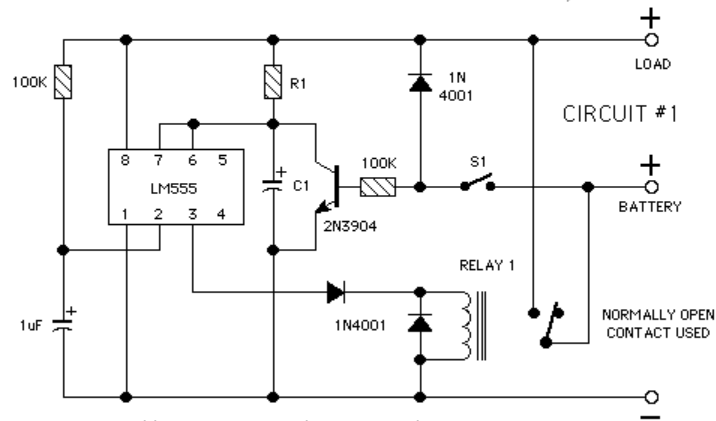 +
LOAD
100K
R1
1N
4001
CIRCUIT #1
8 7 6 5
LM555
1 2 3 4
+
C1
100K
S1
+
BATTERY
2N3904
RELAY 1
+
1uF
1N4001
NORMALLY OPEN
CONTACT USED
−